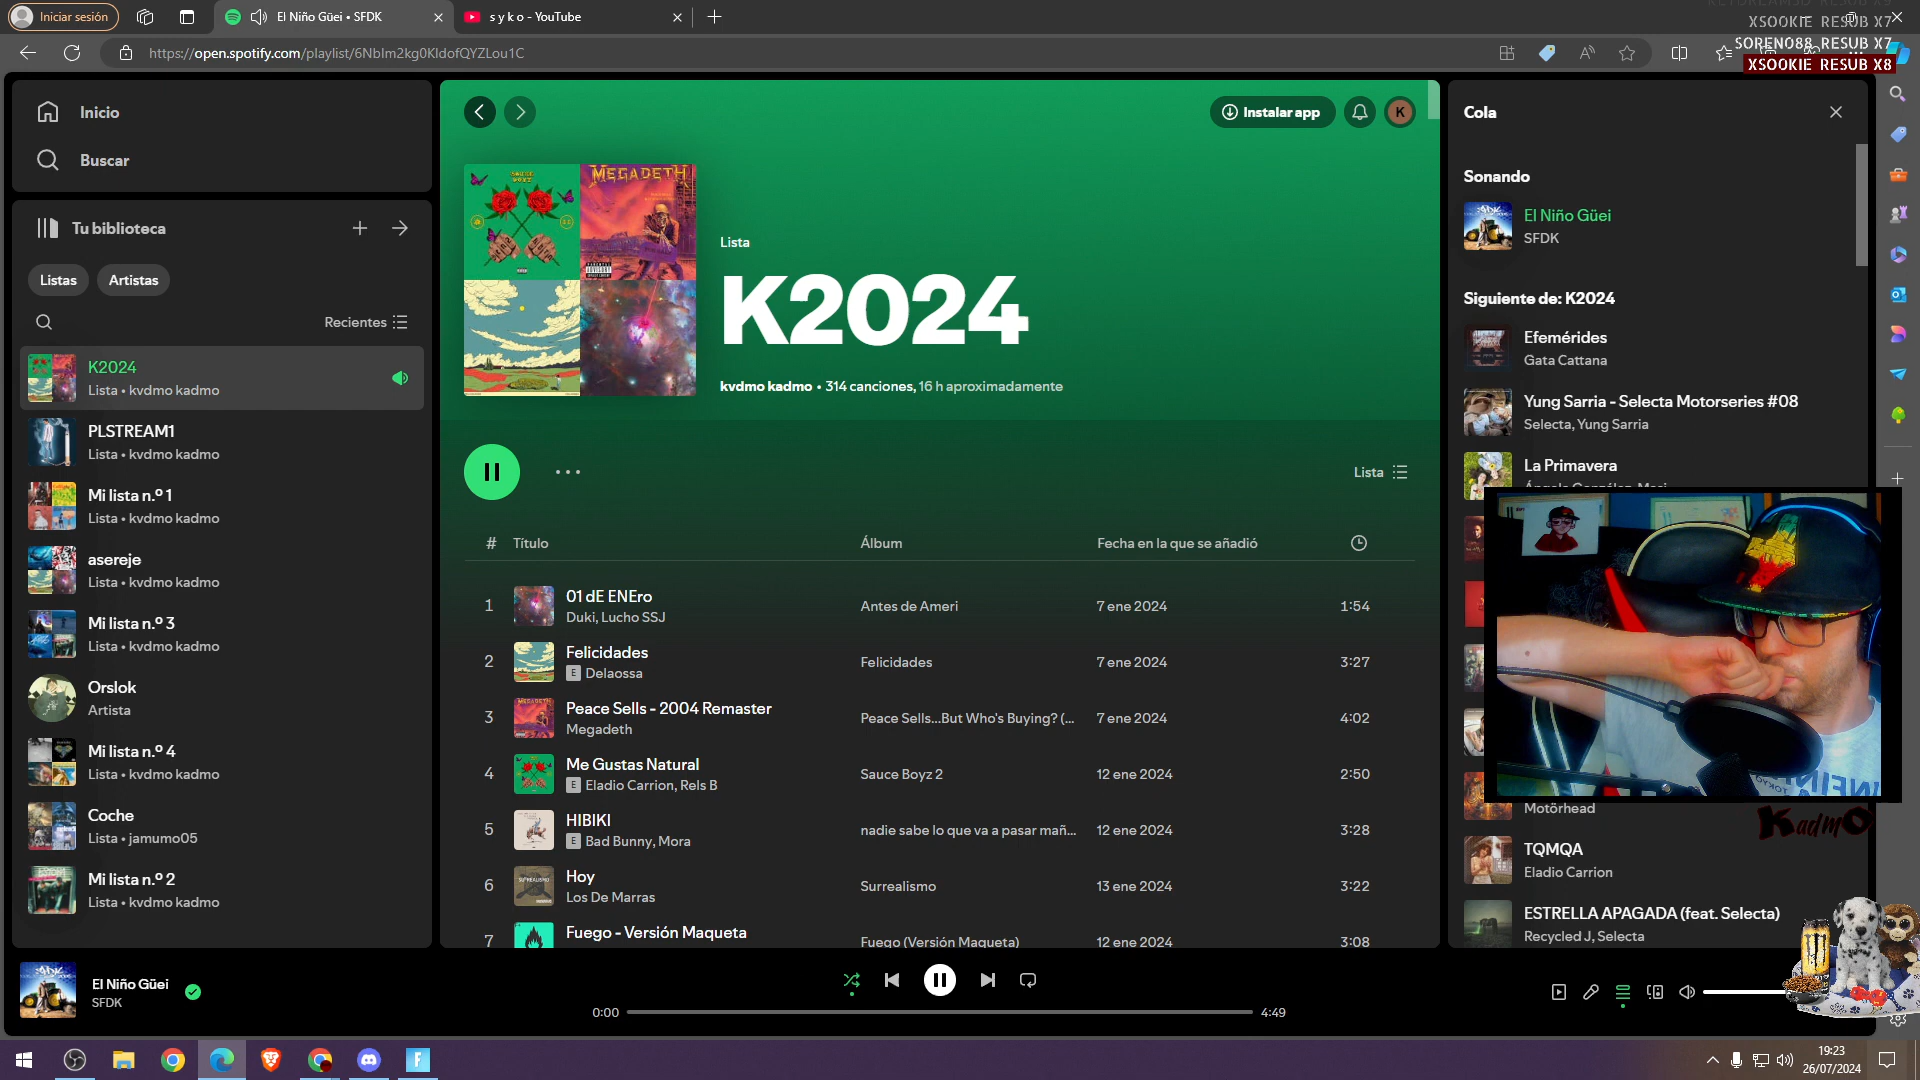 Iniciar sesión
El Niño Güei • SFDK
s y k o - YouTube
XSOOKIE RESUB X7
https://open.spotify.com/playlist/6Nblm2kg0KldofQYZLou1C
SOREN088 RESUB X7
XSOOKIE RESUB X8
Inicio
Buscar
Tu biblioteca
Listas
Artistas
Recientes
K2024
Lista • kvdmo kadmo
PLSTREAM1
Lista • kvdmo kadmo
Mi lista n.º 1
Lista • kvdmo kadmo
asereje
Lista • kvdmo kadmo
Mi lista n.º 3
Lista • kvdmo kadmo
Orslok
Artista
Mi lista n.º 4
Lista • kvdmo kadmo
Coche
Lista • jamumo05
Mi lista n.º 2
Lista • kvdmo kadmo
Instalar app
K
MEGADETH
Lista
K2024
kvdmo kadmo • 314 canciones, 16 h aproximadamente
Lista
# Título Álbum Fecha en la que se añadió
1 01 dE ENEro Antes de Ameri 7 ene 2024 1:54
Duki, Lucho SSJ
2 Felicidades Felicidades 7 ene 2024 3:27
E Delaossa
3 Peace Sells - 2004 Remaster Peace Sells...But Who's Buying? (... 7 ene 2024 4:02
Megadeth
4 Me Gustas Natural Sauce Boyz 2 12 ene 2024 2:50
E Eladio Carrion, Rels B
5 HIBIKI nadie sabe lo que va a pasar mañ... 12 ene 2024 3:28
E Bad Bunny, Mora
6 Hoy Surrealismo 13 ene 2024 3:22
Los De Marras
7 Fuego - Versión Maqueta Fuego (Versión Maqueta) 12 ene 2024 3:08
Cola
Sonando
El Niño Güei
SFDK
Siguiente de: K2024
Efemérides
Gata Cattana
Yung Sarria - Selecta Motorseries #08
Selecta, Yung Sarria
La Primavera
Motörhead
KadmO
TQMQA
Eladio Carrion
ESTRELLA APAGADA (feat. Selecta)
Recycled J, Selecta
El Niño Güei
SFDK
0:00
4:49
19:23
26/07/2024